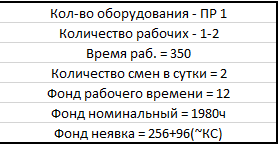 Кол-во оборудования - ПР 1
Количество рабочих - 1-2
Время раб. = 350
Количество смен в сутки = 2
Фонд рабочего времени = 12
Фонд номинальный = 1980ч
Фонд неявка = 256+96(~КС)